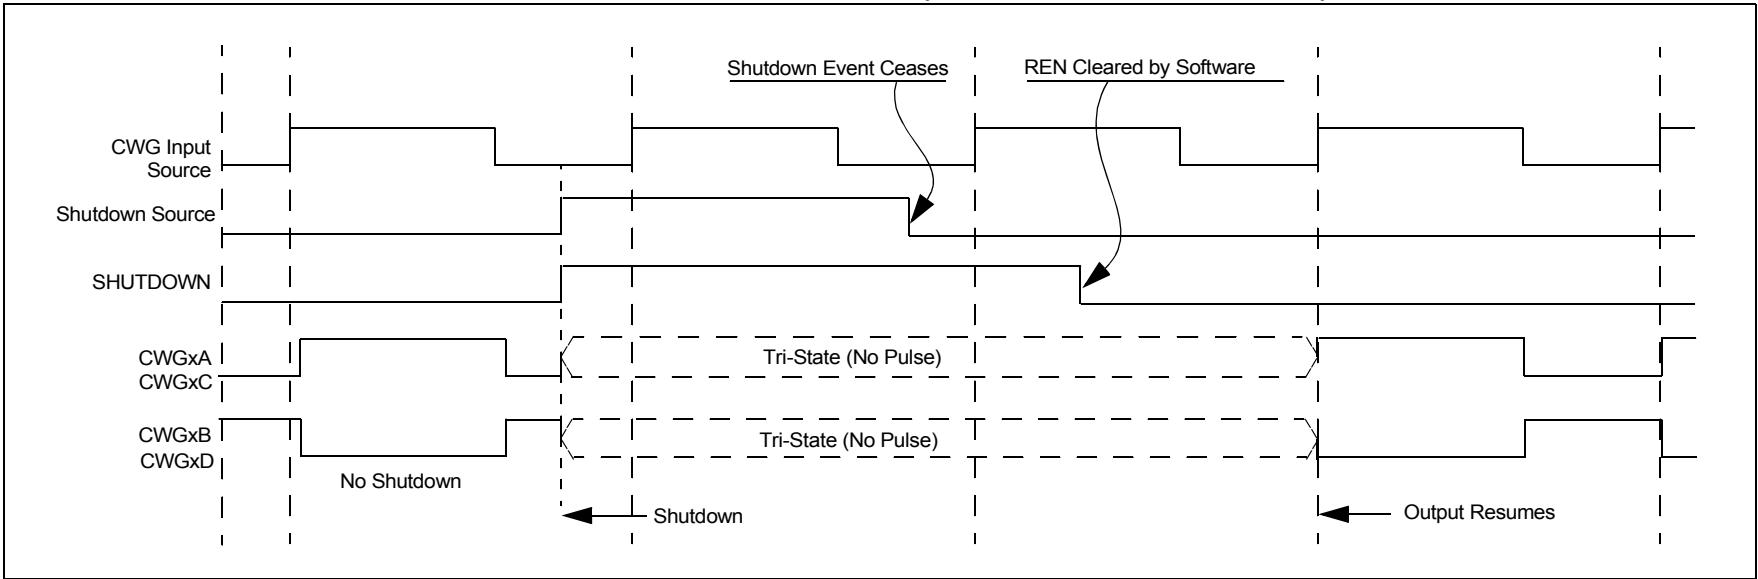 Shutdown Event Ceases
REN Cleared by Software
CWG Input
Source
Shutdown Source
SHUTDOWN
CWGxA
CWGxC
Tri-State (No Pulse)
CWGxB
CWGxD
Tri-State (No Pulse)
No Shutdown
Shutdown
Output Resumes